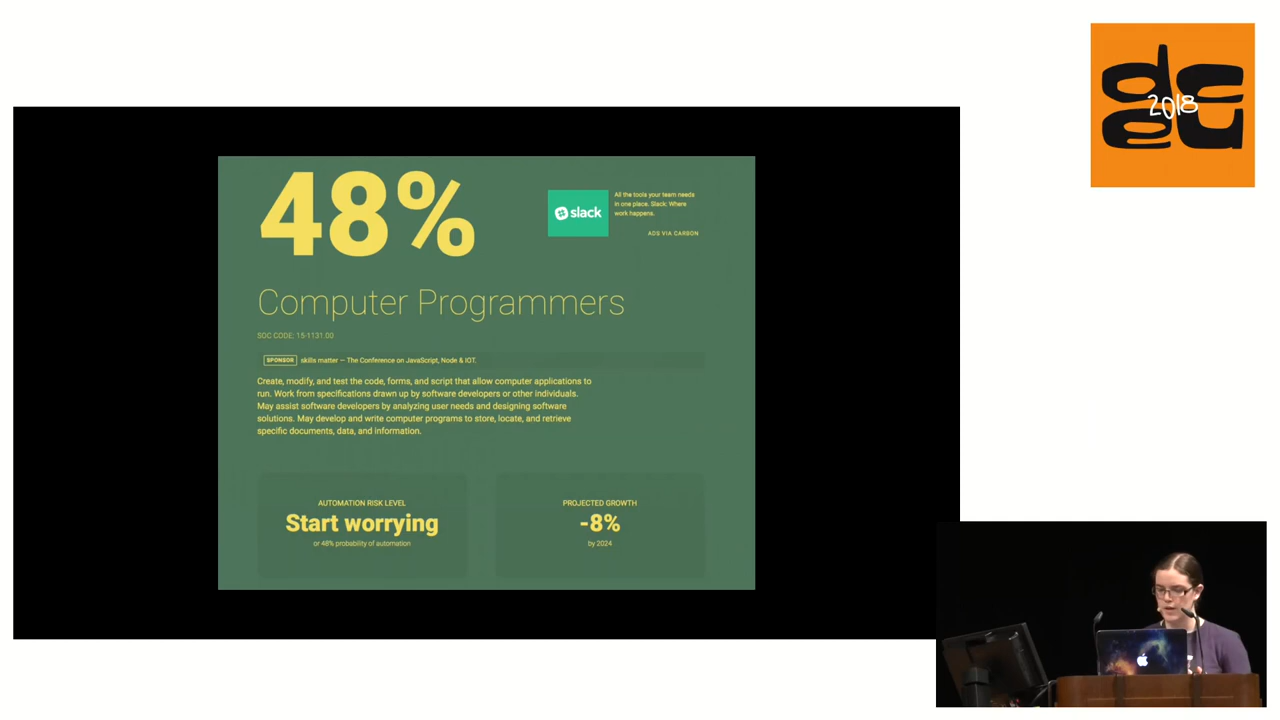 48%
slack
All the tools your team needs
in one place. Slack: Where
work happens.
ADS VIA CARBON
Computer Programmers
SOC CODE: 15-1131.00
SPONSOR skills matter — The Conference on JavaScript, Node & IOT.
Create, modify, and test the code, forms, and script that allow computer applications to
run. Work from specifications drawn up by software developers or other individuals.
May assist software developers by analyzing user needs and designing software
solutions. May develop and write computer programs to store, locate, and retrieve
specific documents, data, and information.
AUTOMATION RISK LEVEL
Start worrying
or 48% probability of automation
PROJECTED GROWTH
-8%
by 2024
2018